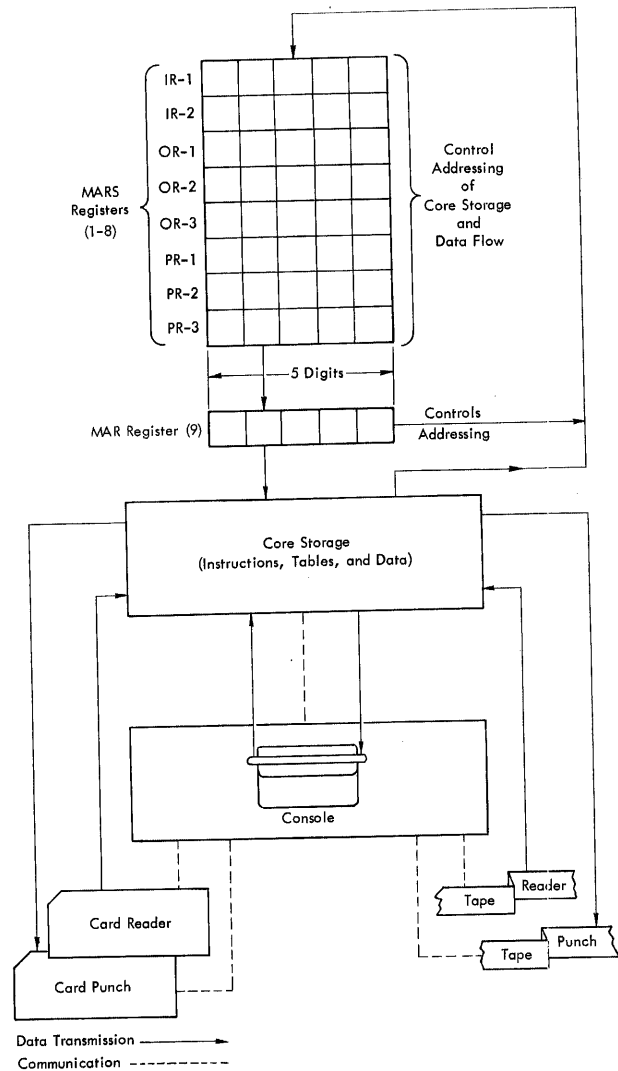 IR-1
IR-2
OR-1
OR-2
OR-3
PR-1
PR-2
PR-3
MARS
Registers
(1-8)
Control
Addressing
of
Core Storage
and
Data Flow
5 Digits
MAR Register (9)
Controls
Addressing
Core Storage
(Instructions, Tables, and Data)
Console
Card Reader
Card Punch
Tape
Reader
Tape
Punch
Data Transmission
Communication